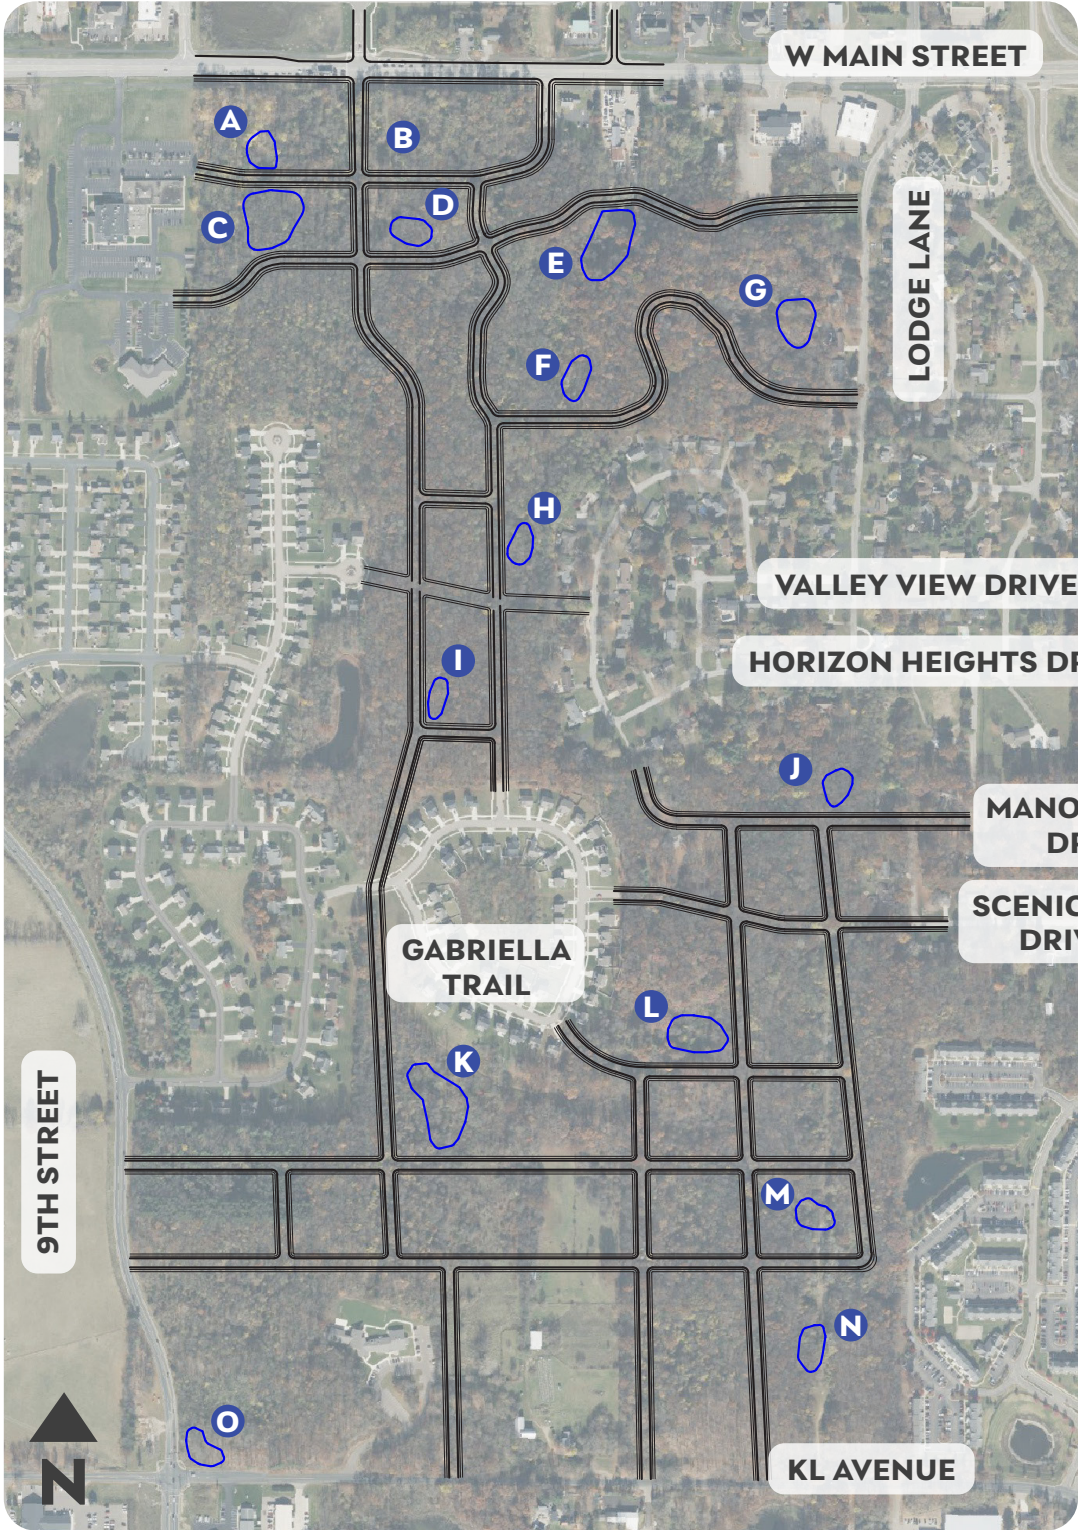 W MAIN STREET
A
B
LODGE LANE
C
D
E
G
F
H
VALLEY VIEW DRIVE
HORIZON HEIGHTS DR
I
J
MANO
DR
SCENIC
DRIV
GABRIELLA
TRAIL
L
K
9TH STREET
M
N
O
N
KL AVENUE